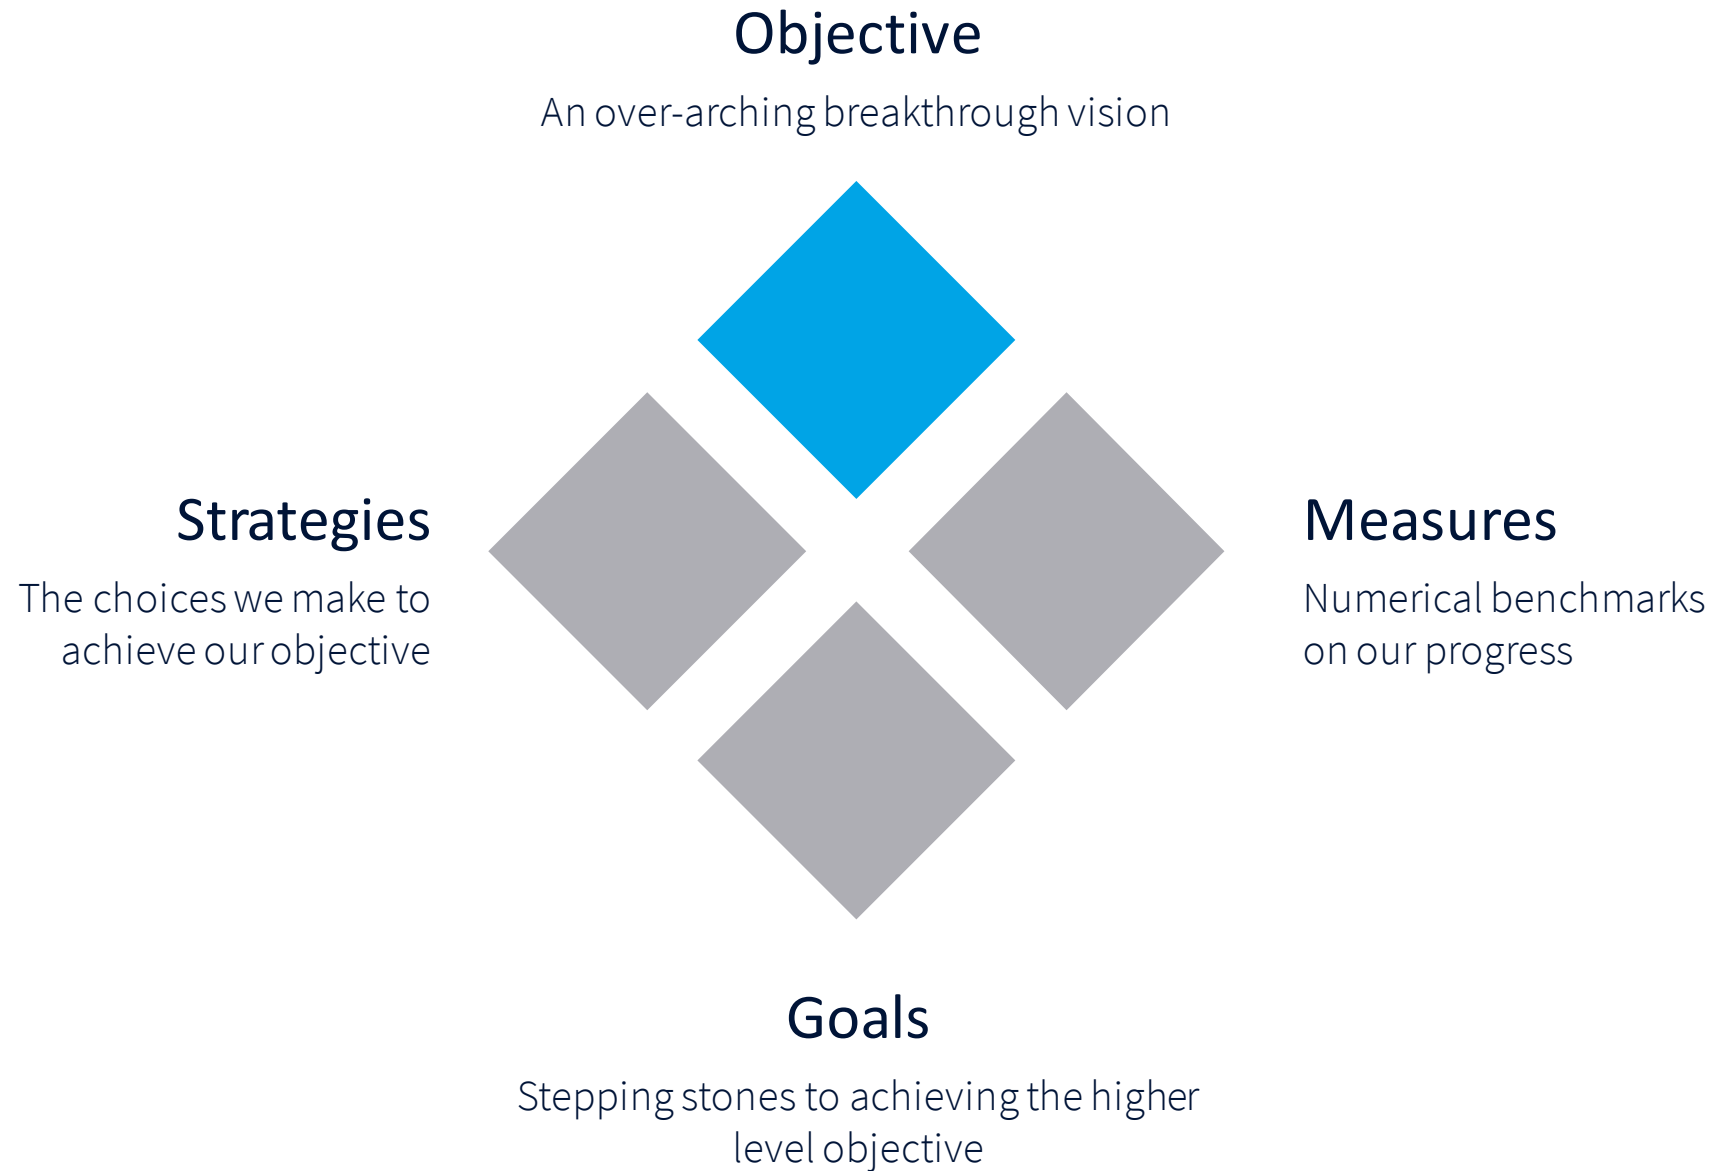 Objective
An over-arching breakthrough vision
Strategies
The choices we make to
achieve our objective
Measures
Numerical benchmarks
on our progress
Goals
Stepping stones to achieving the higher
level objective